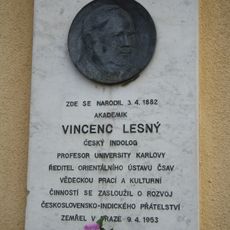 ZDE SE NARODIL 3. 4. 1882
AKADEMIK
VINCENC LESNÝ
ČESKÝ INDOLOG
PROFESOR UNIVERSITY KARLOVY
ŘEDITEL ORIENTÁLNÍHO ÚSTAVU ČSAV
VĚDECKOU PRACÍ A KULTURNÍ
ČINNOSTÍ SE ZASLOUŽIL O ROZVOJ
ČESKOSLOVENSKO-INDICKÉHO PŘÁTELSTVÍ
ZEMŘEL V PRAZE 9. 4. 1953